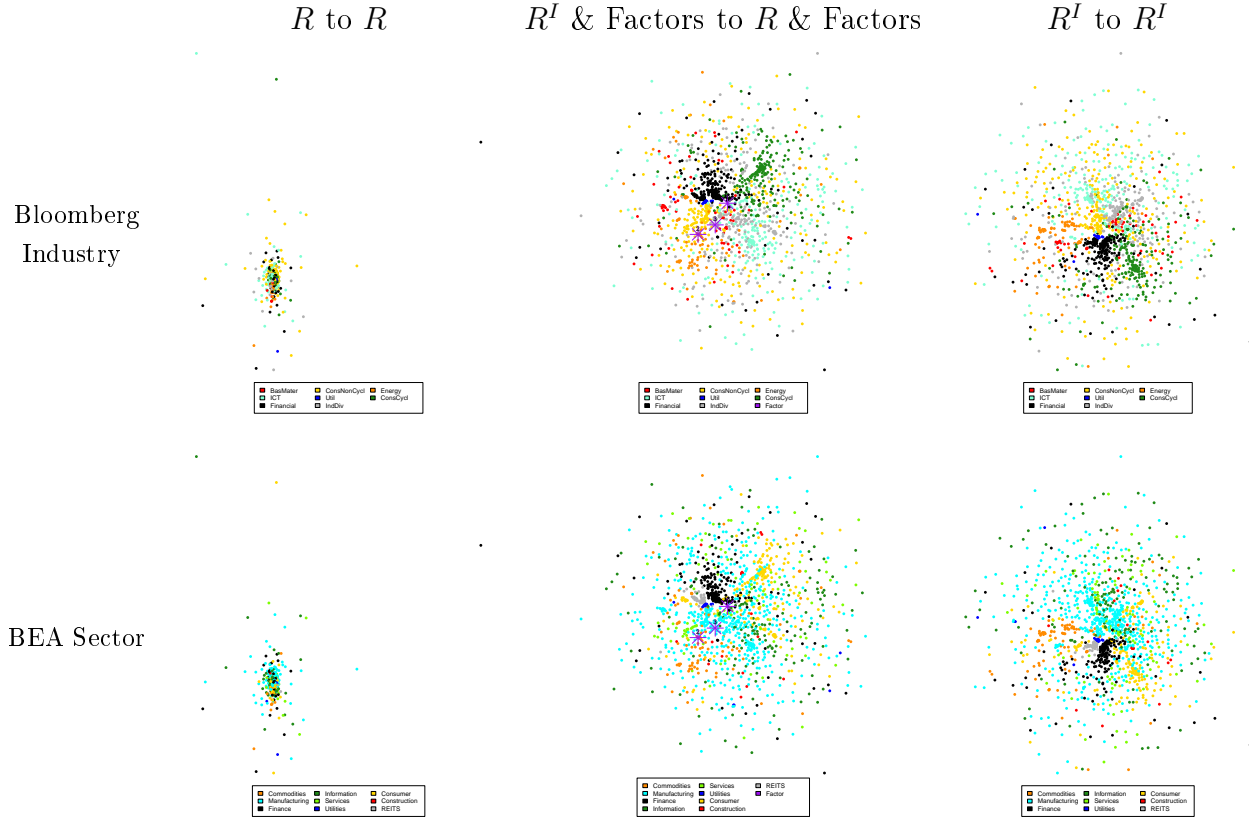 R to R
R^I & Factors to R & Factors
R^I to R^I
Bloomberg
Industry
BasMater ConsNonCycl Energy
ICT Util ConsCycl
Financial IndDiv
BasMater ConsNonCycl Energy
ICT Util ConsCycl
Financial IndDiv Factor
BasMater ConsNonCycl Energy
ICT Util ConsCycl
Financial IndDiv
BEA Sector
Commodities Information Consumer
Manufacturing Services Construction
Finance Utilities REITS
Commodities Services REITS
Manufacturing Utilities Factor
Finance Consumer
Information Construction
Commodities Information Consumer
Manufacturing Services Construction
Finance Utilities REITS